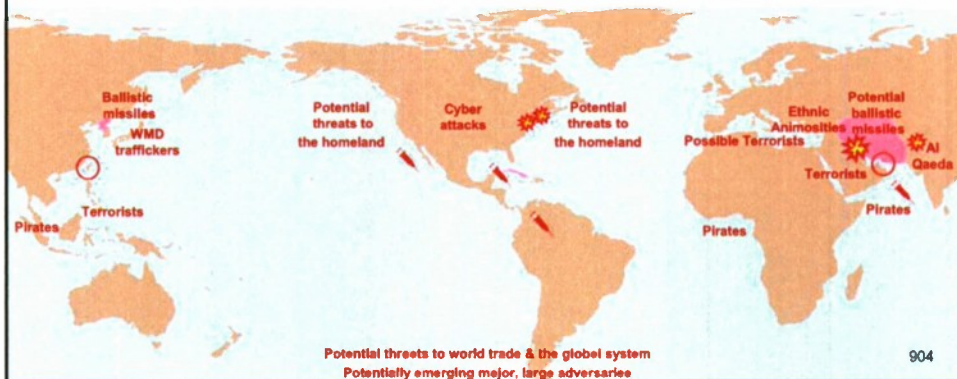 Ballistic
missiles
WMD
traffickers
Terrorists
Pirates
Potential
threats to
the homeland
Cyber
attacks
Potential
threats to
the homeland
Ethnic
Animosities
Potential
ballistic
missiles
Possible Terrorists
Terrorists
Al
Qaeda
Pirates
Pirates
Potential threats to world trade & the global system
Potentially emerging major, large adversaries
904